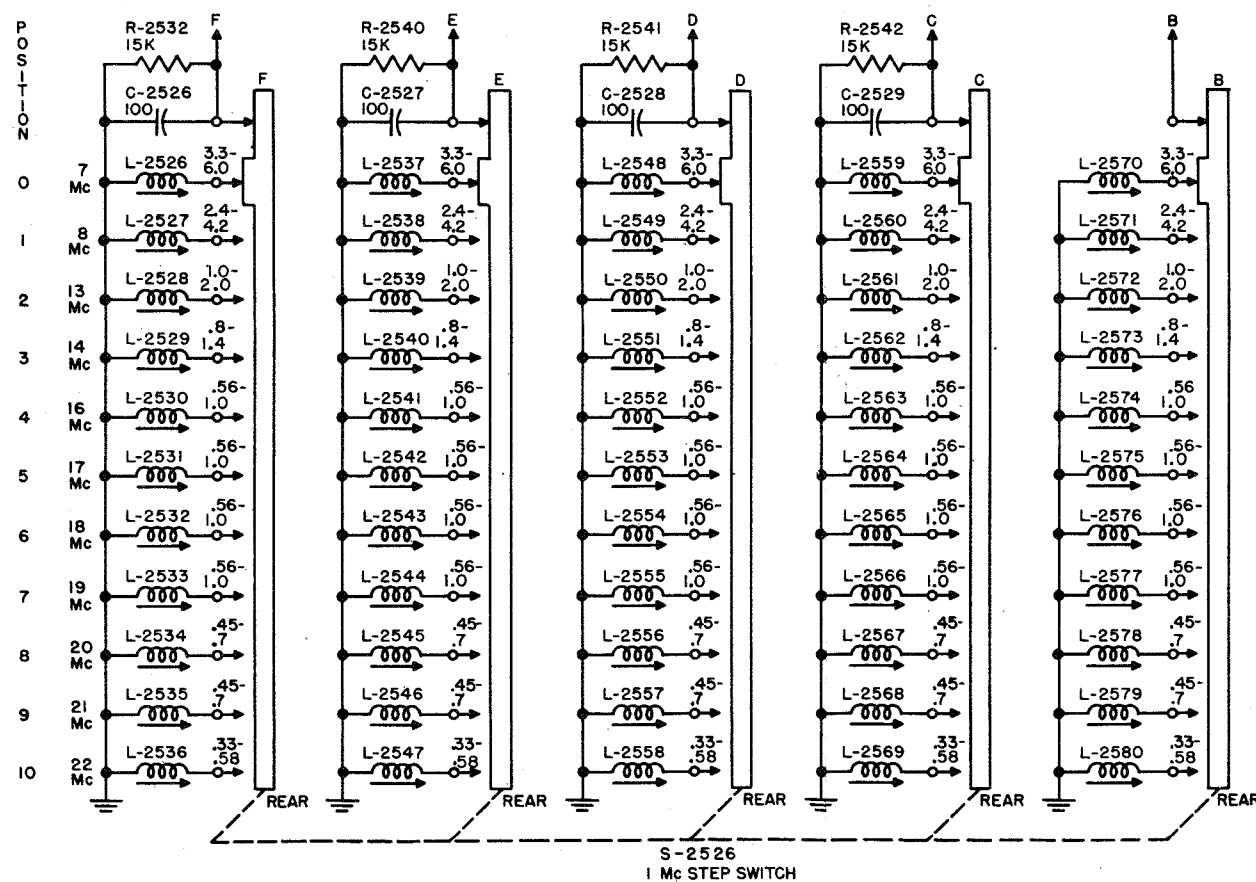 POSITION
F
E
D
C
B
R-2532
15K
R-2540
15K
R-2541
15K
R-2542
15K
F
E
D
C
B
C-2526
100
C-2527
100
C-2528
100
C-2529
100
0
7
Mc
L-2526
3.3-
6.0
L-2537
3.3-
6.0
L-2548
3.3-
6.0
L-2559
3.3-
6.0
L-2570
3.3-
6.0
1
8
Mc
L-2527
2.4-
4.2
L-2538
2.4-
4.2
L-2549
2.4-
4.2
L-2560
2.4-
4.2
L-2571
2.4-
4.2
2
13
Mc
L-2528
1.0-
2.0
L-2539
1.0-
2.0
L-2550
1.0-
2.0
L-2561
1.0-
2.0
L-2572
1.0-
2.0
3
14
Mc
L-2529
.8-
1.4
L-2540
.8-
1.4
L-2551
.8-
1.4
L-2562
.8-
1.4
L-2573
.8-
1.4
4
16
Mc
L-2530
.56-
1.0
L-2541
.56-
1.0
L-2552
.56-
1.0
L-2563
.56-
1.0
L-2574
.56
1.0
5
17
Mc
L-2531
.56-
1.0
L-2542
.56-
1.0
L-2553
.56-
1.0
L-2564
.56-
1.0
L-2575
.56-
1.0
6
18
Mc
L-2532
.56-
1.0
L-2543
.56-
1.0
L-2554
.56-
1.0
L-2565
.56-
1.0
L-2576
.56-
1.0
7
19
Mc
L-2533
.56-
1.0
L-2544
.56-
1.0
L-2555
.56-
1.0
L-2566
.56-
1.0
L-2577
.56-
1.0
8
20
Mc
L-2534
.45-
.7
L-2545
.45-
.7
L-2556
.45-
.7
L-2567
.45-
.7
L-2578
.45-
.7
9
21
Mc
L-2535
.45-
.7
L-2546
.45-
.7
L-2557
.45-
.7
L-2568
.45-
.7
L-2579
.45-
.7
10
22
Mc
L-2536
.33-
.58
L-2547
.33-
.58
L-2558
.33-
.58
L-2569
.33-
.58
L-2580
.33-
.58
REAR
REAR
REAR
REAR
REAR
S-2526
1 Mc STEP SWITCH